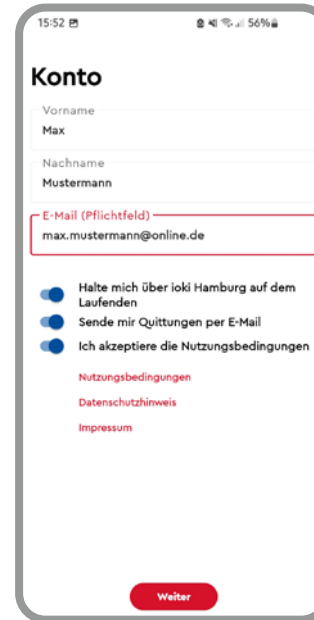 15:52 56%
Konto
Vorname
Max
Nachname
Mustermann
E-Mail (Pflichtfeld)
max.mustermann@online.de
Halte mich über ioki Hamburg auf dem
Laufenden
Sende mir Quittungen per E-Mail
Ich akzeptiere die Nutzungsbedingungen
Nutzungsbedingungen
Datenschutzhinweis
Impressum
Weiter